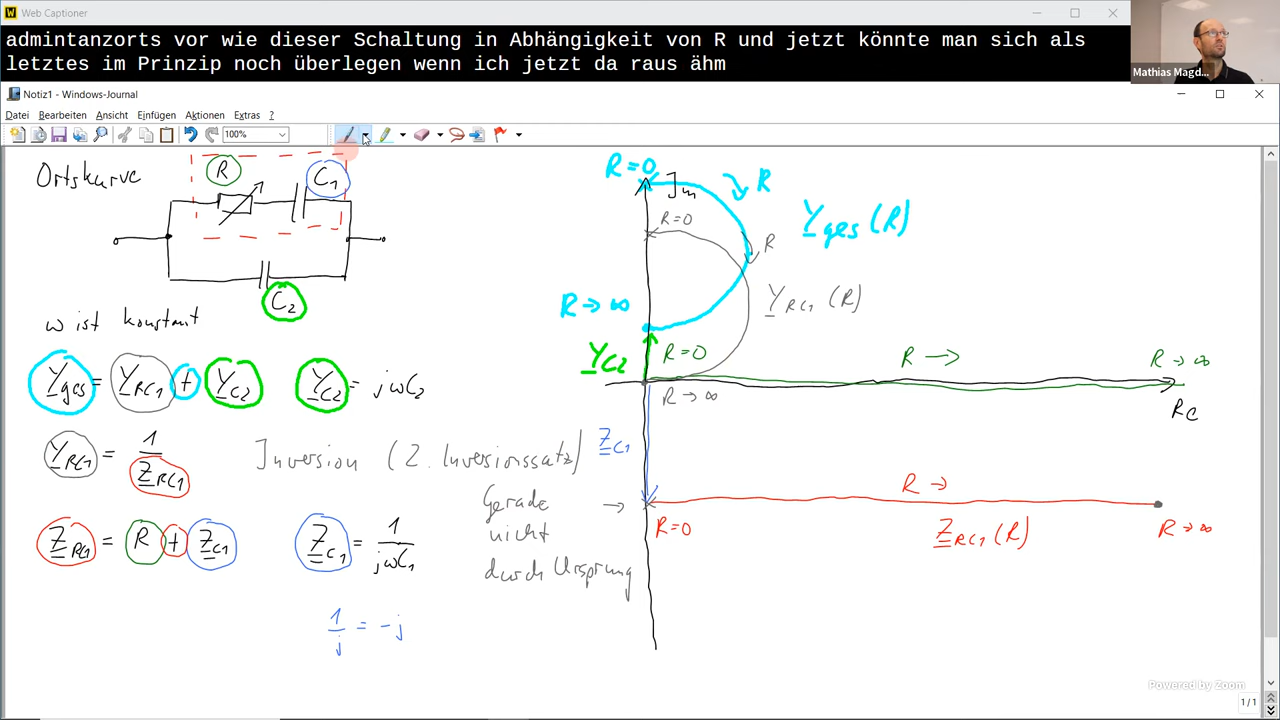 Web Captioner
admintanzorts vor wie dieser Schaltung in Abhängigkeit von R und jetzt könnte man sich als
letztes im Prinzip noch überlegen wenn ich jetzt da raus ähm
Mathias Magd...
Notiz1 - Windows-Journal
Datei Bearbeiten Ansicht Einfügen Aktionen Extras ?
100%
Ortskurve
R
C1
C2
ω ist konstant
Yges = YRC1 + YC2
YC2 = jωC2
YRC1 = 1/ZRC1
Inversion (2. Inversionssatz)
Gerade →
nicht
durch Ursprung
ZRC1 = R + ZC1
ZC1 = 1/jωC1
1/j = -j
R=0
Im
R
Yges (R)
R=0
R
YRC1 (R)
R → ∞
YC2
R=0
R →
R → ∞
R → ∞
Re
ZC1
R →
R=0
ZRC1 (R)
R → ∞
Powered by Zoom
1/1